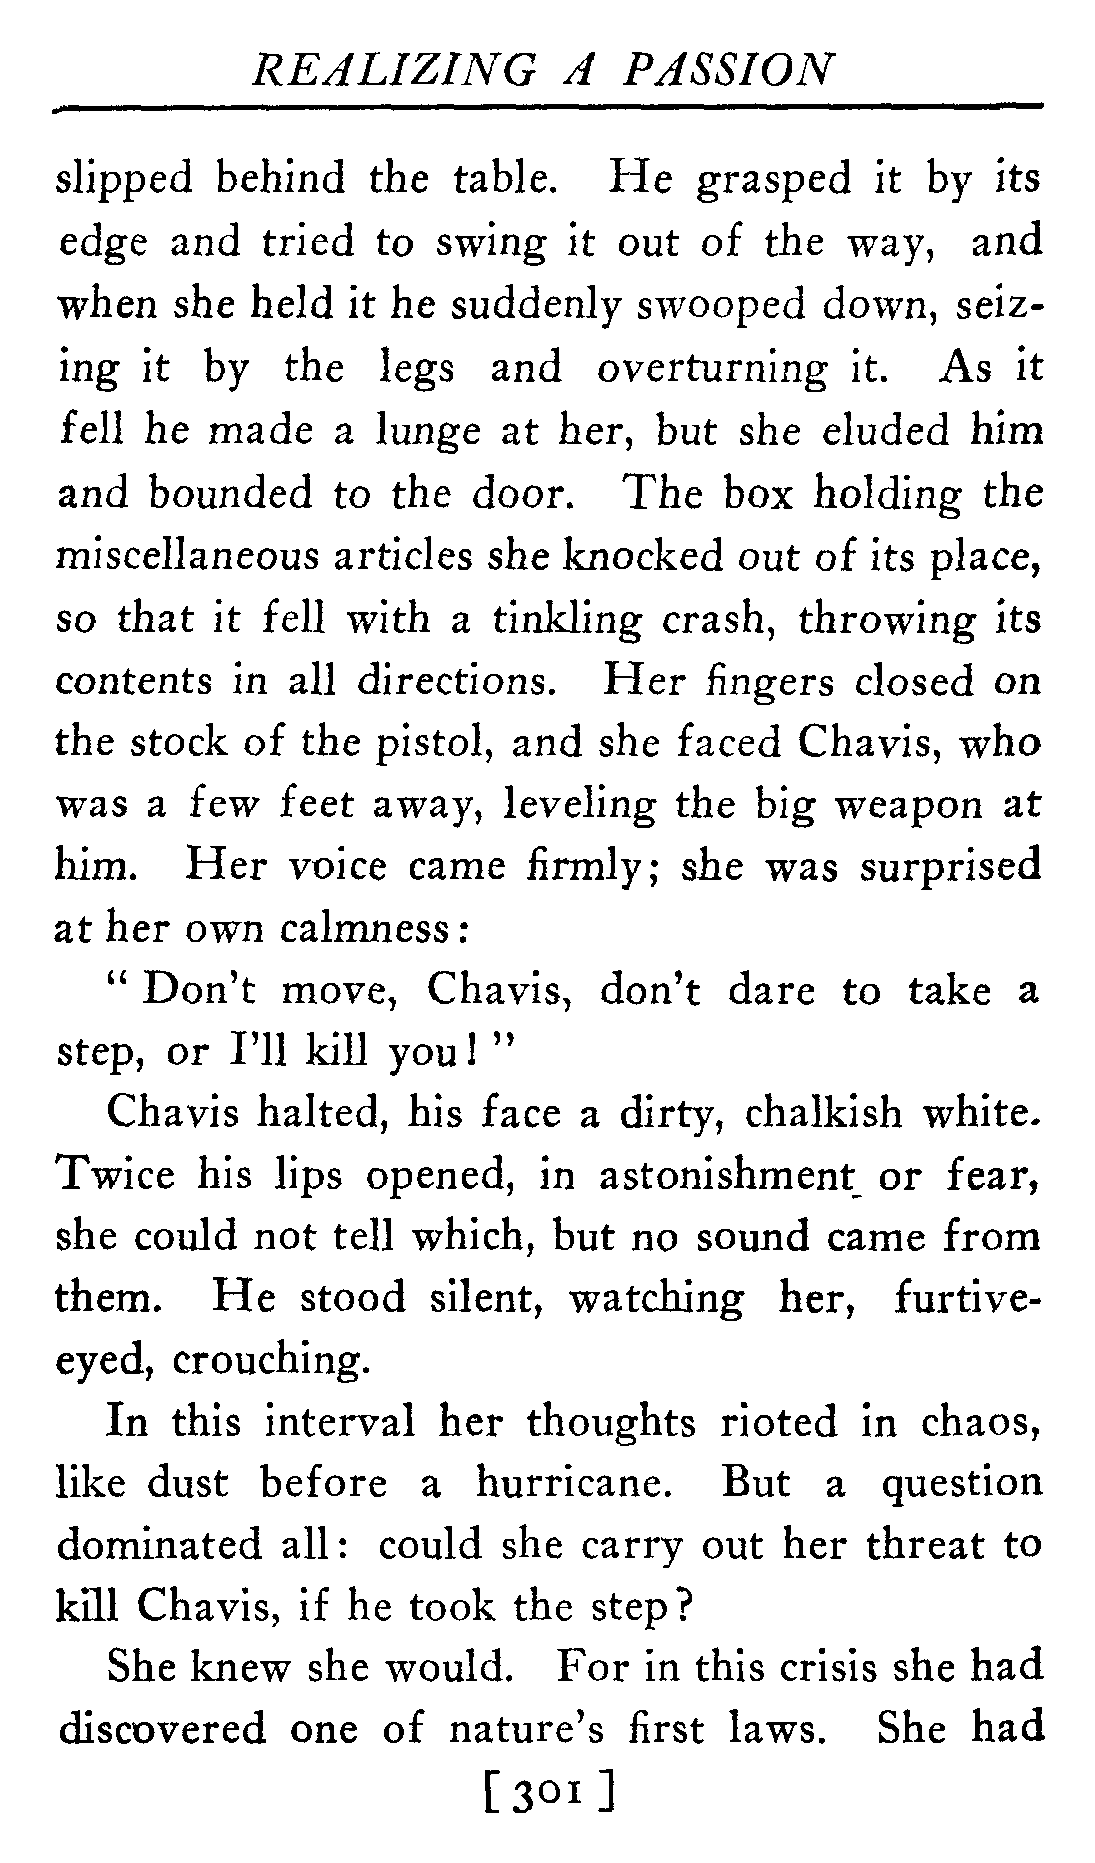 REALIZING A PASSION
slipped behind the table. He grasped it by its
edge and tried to swing it out of the way, and
when she held it he suddenly swooped down, seiz-
ing it by the legs and overturning it. As it
fell he made a lunge at her, but she eluded him
and bounded to the door. The box holding the
miscellaneous articles she knocked out of its place,
so that it fell with a tinkling crash, throwing its
contents in all directions. Her fingers closed on
the stock of the pistol, and she faced Chavis, who
was a few feet away, leveling the big weapon at
him. Her voice came firmly; she was surprised
at her own calmness:
" Don't move, Chavis, don't dare to take a
step, or I'll kill you! "
Chavis halted, his face a dirty, chalkish white.
Twice his lips opened, in astonishment or fear,
she could not tell which, but no sound came from
them. He stood silent, watching her, furtive-
eyed, crouching.
In this interval her thoughts rioted in chaos,
like dust before a hurricane. But a question
dominated all: could she carry out her threat to
kill Chavis, if he took the step?
She knew she would. For in this crisis she had
discovered one of nature's first laws. She had
[ 301 ]